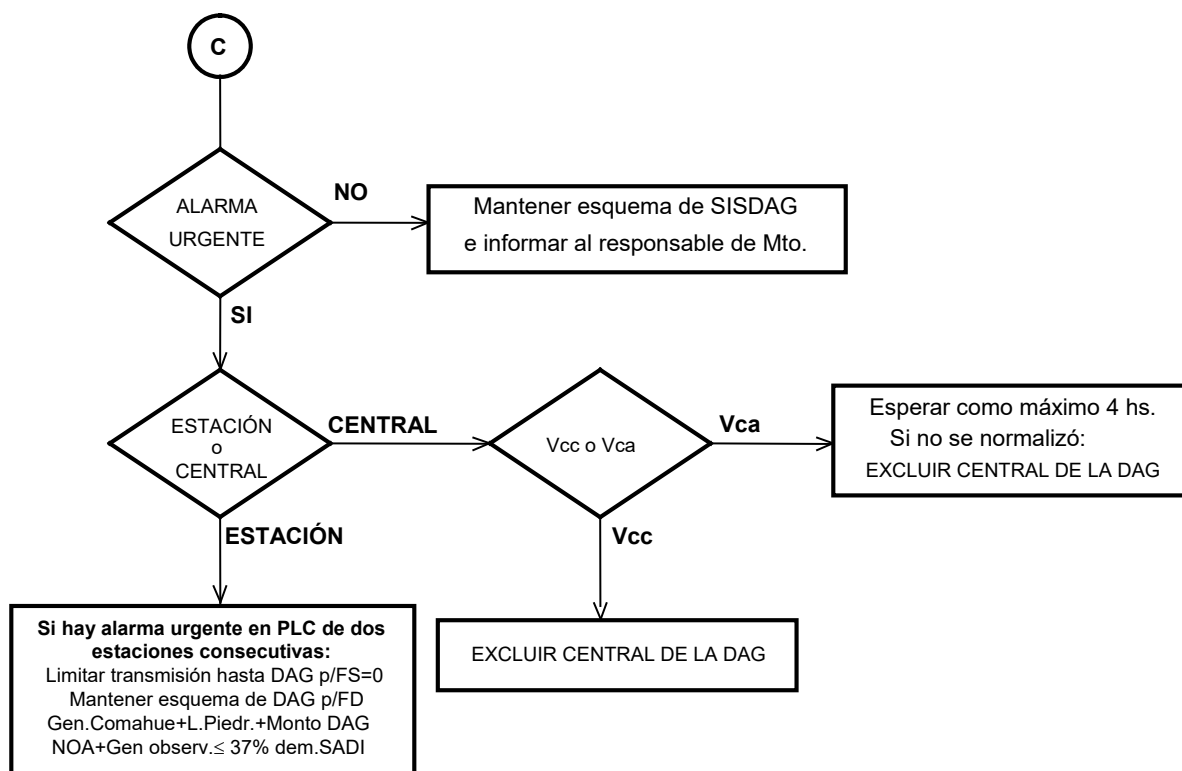 C
ALARMA
URGENTE
NO
Mantener esquema de SISDAG
e informar al responsable de Mto.
SI
ESTACIÓN
o
CENTRAL
CENTRAL
Vcc o Vca
Vca
Esperar como máximo 4 hs.
Si no se normalizó:
EXCLUIR CENTRAL DE LA DAG
ESTACIÓN
Vcc
Si hay alarma urgente en PLC de dos
estaciones consecutivas:
Limitar transmisión hasta DAG p/FS=0
Mantener esquema de DAG p/FD
Gen.Comahue+L.Piedr.+Monto DAG
NOA+Gen observ.≤ 37% dem.SADI
EXCLUIR CENTRAL DE LA DAG